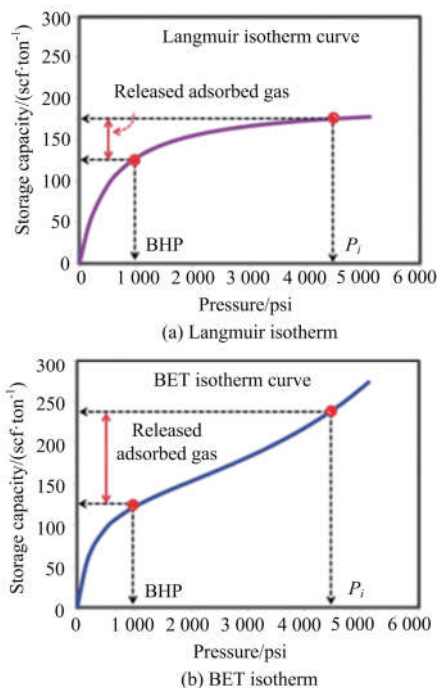 300
Langmuir isotherm curve
250
200
Released adsorbed gas
150
100
50
BHP
P_i
0
0 1 000 2 000 3 000 4 000 5 000 6 000
Storage capacity/(scf·ton⁻¹)
Pressure/psi
(a) Langmuir isotherm
300
BET isotherm curve
250
200
Released
adsorbed gas
150
100
50
BHP
P_i
0
0 1 000 2 000 3 000 4 000 5 000 6 000
Storage capacity/(scf·ton⁻¹)
Pressure/psi
(b) BET isotherm